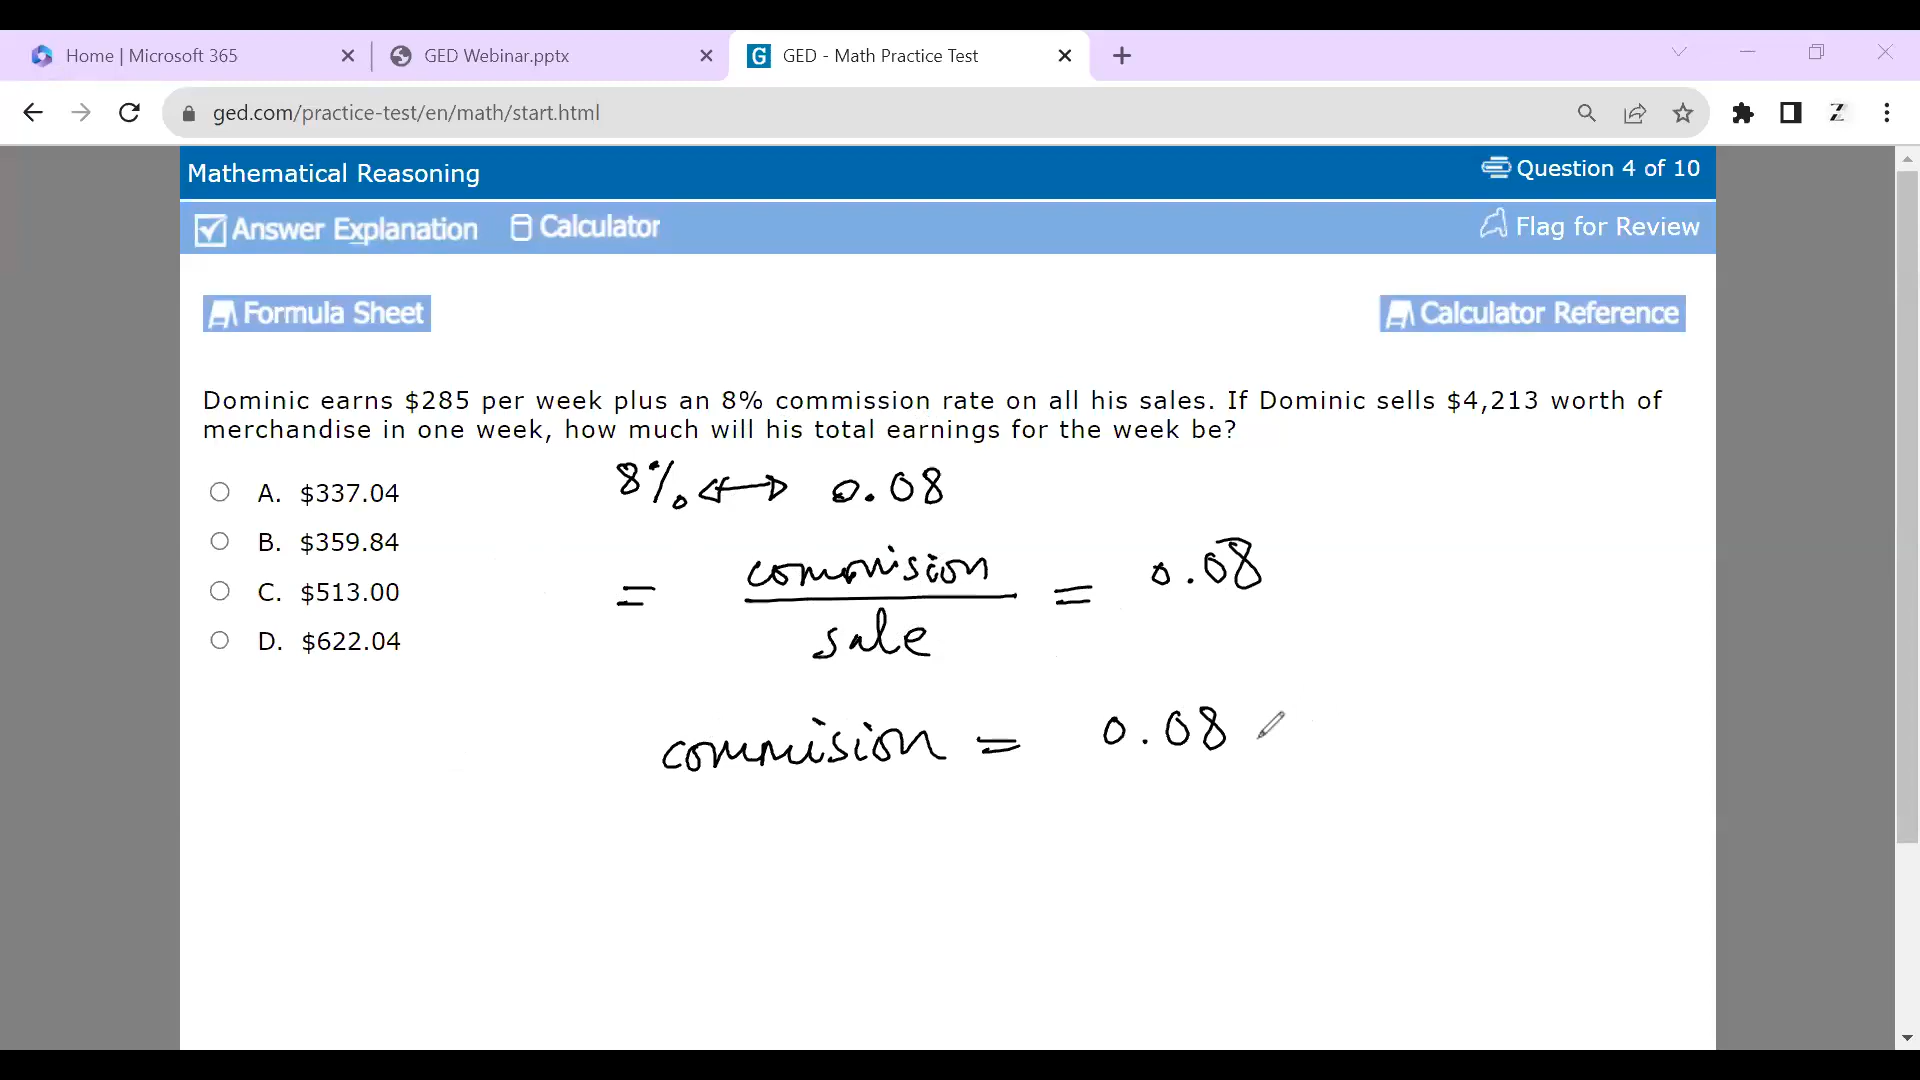 Home | Microsoft 365
GED Webinar.pptx
GED - Math Practice Test
ged.com/practice-test/en/math/start.html
Mathematical Reasoning
Question 4 of 10
Answer Explanation
Calculator
Flag for Review
Formula Sheet
Calculator Reference
Dominic earns $285 per week plus an 8% commission rate on all his sales. If Dominic sells $4,213 worth of
merchandise in one week, how much will his total earnings for the week be?
A. $337.04
B. $359.84
C. $513.00
D. $622.04
8% ↔ 0.08
= commision / sale = 0.08
commision = 0.08